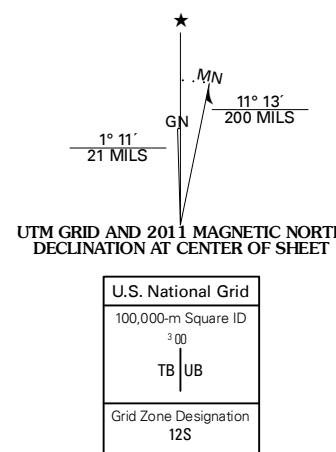 ★
MN
GN
11° 13´
200 MILS
1° 11´
21 MILS
UTM GRID AND 2011 MAGNETIC NORTH
DECLINATION AT CENTER OF SHEET
U.S. National Grid
100,000-m Square ID
³00
TB UB
Grid Zone Designation
12S